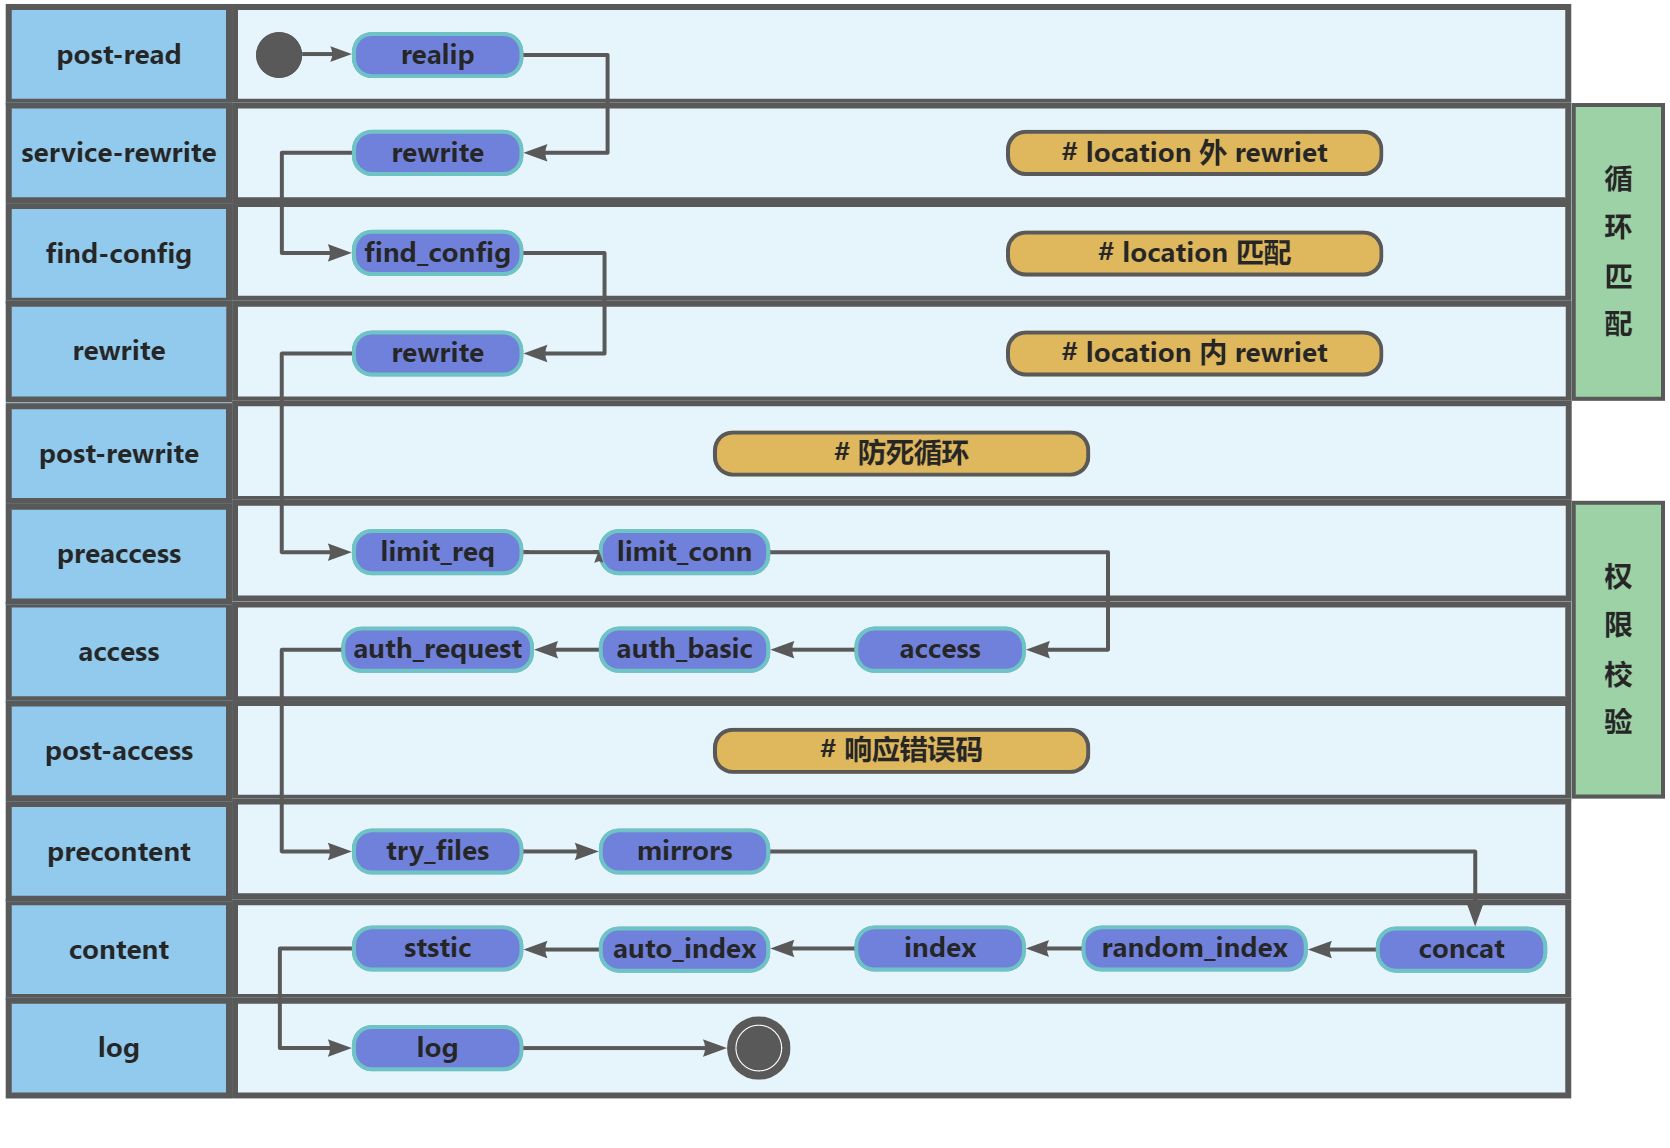 post-read
realip
service-rewrite
rewrite
# location 外 rewriet
find-config
find_config
# location 匹配
rewrite
rewrite
# location 内 rewriet
循
环
匹
配
post-rewrite
# 防死循环
preaccess
limit_req
limit_conn
access
auth_request
auth_basic
access
post-access
# 响应错误码
权
限
校
验
precontent
try_files
mirrors
content
ststic
auto_index
index
random_index
concat
log
log